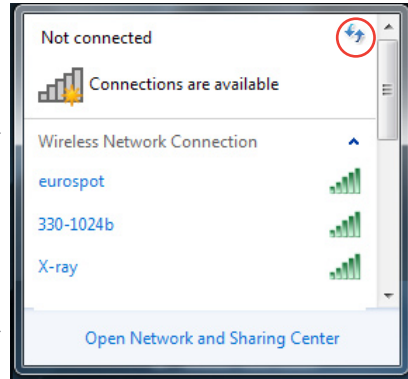 Not connected
Connections are available
Wireless Network Connection
eurospot
330-1024b
X-ray
Open Network and Sharing Center